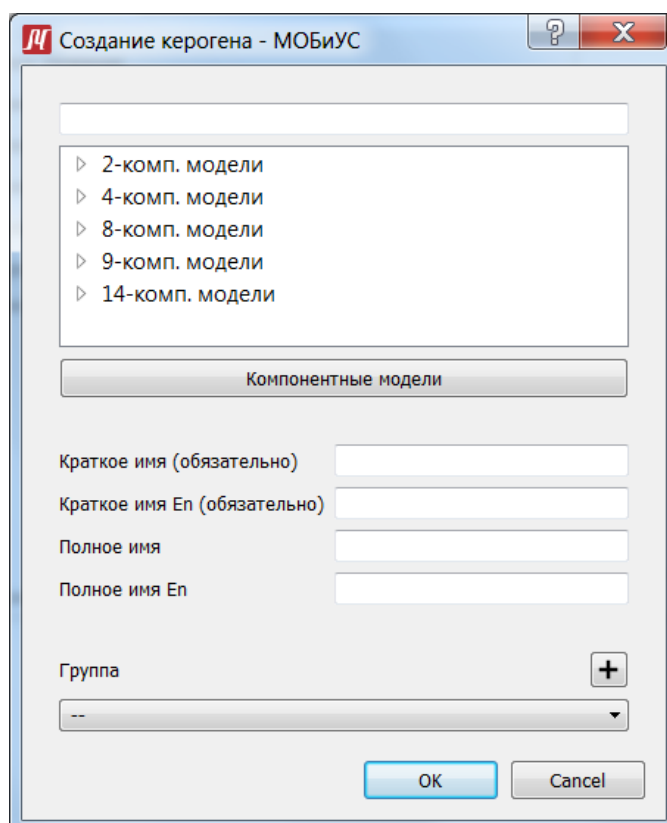 Создание керогена - МОБиУС
2-комп. модели
4-комп. модели
8-комп. модели
9-комп. модели
14-комп. модели
Компонентные модели
Краткое имя (обязательно)
Краткое имя En (обязательно)
Полное имя
Полное имя En
Группа
--
OK
Cancel